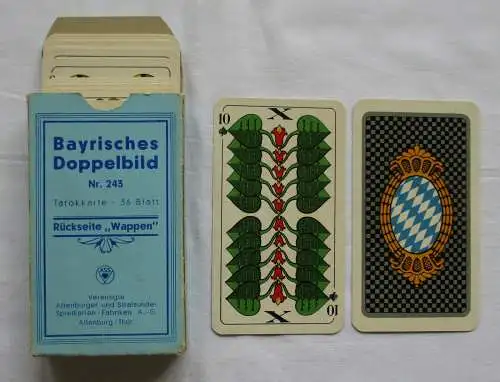 Bayrisches
Doppelbild
Nr. 243
Tarokkarte - 36 Blatt
Rückseite „Wappen"
ASS
Vereinigte
Altenburger und Stralsunder
Spielkarten-Fabriken A.-G.
Altenburg/Thür.
10
X
X
10